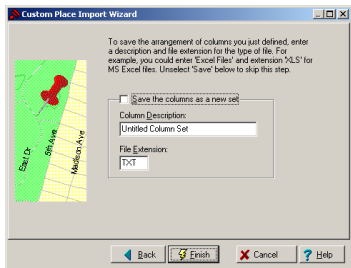 Custom Place Import Wizard
To save the arrangement of columns you just defined, enter
a description and file extension for the type of file. For
example, you could enter 'Excel Files' and extension 'XLS' for
MS Excel files. Unselect 'Save' below to skip this step.
Save the columns as a new set
Column Description:
Untitled Column Set
File Extension:
TXT
East Dr
5th Ave
Madison Ave
Back
Finish
Cancel
Help